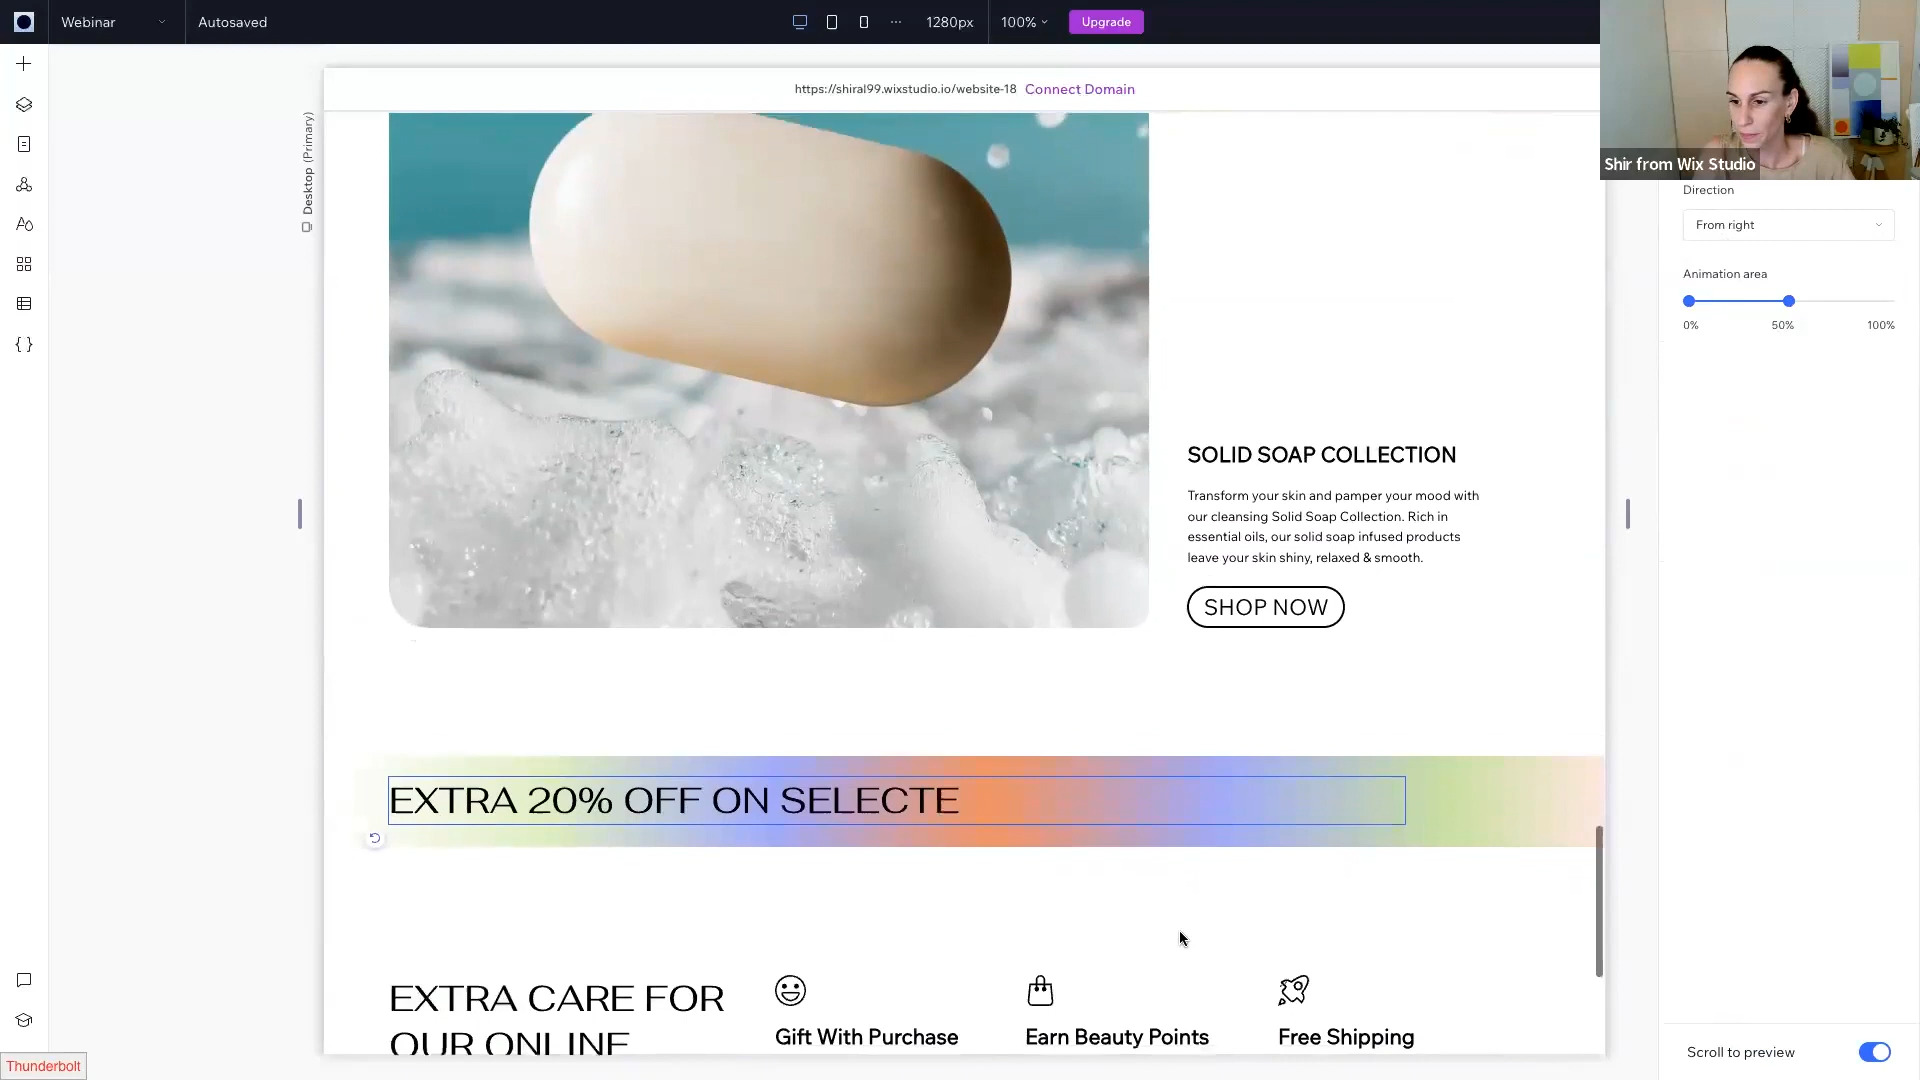 Webinar
Autosaved
1280px
100%
Upgrade
https://shiral99.wixstudio.io/website-18
Connect Domain
Shir from Wix Studio
Desktop (Primary)
Direction
From right
Animation area
0%
50%
100%
SOLID SOAP COLLECTION
Transform your skin and pamper your mood with
our cleansing Solid Soap Collection. Rich in
essential oils, our solid soap infused products
leave your skin shiny, relaxed & smooth.
SHOP NOW
EXTRA 20% OFF ON SELECTE
EXTRA CARE FOR
OUR ONLINE
Gift With Purchase
Earn Beauty Points
Free Shipping
Scroll to preview
Thunderbolt